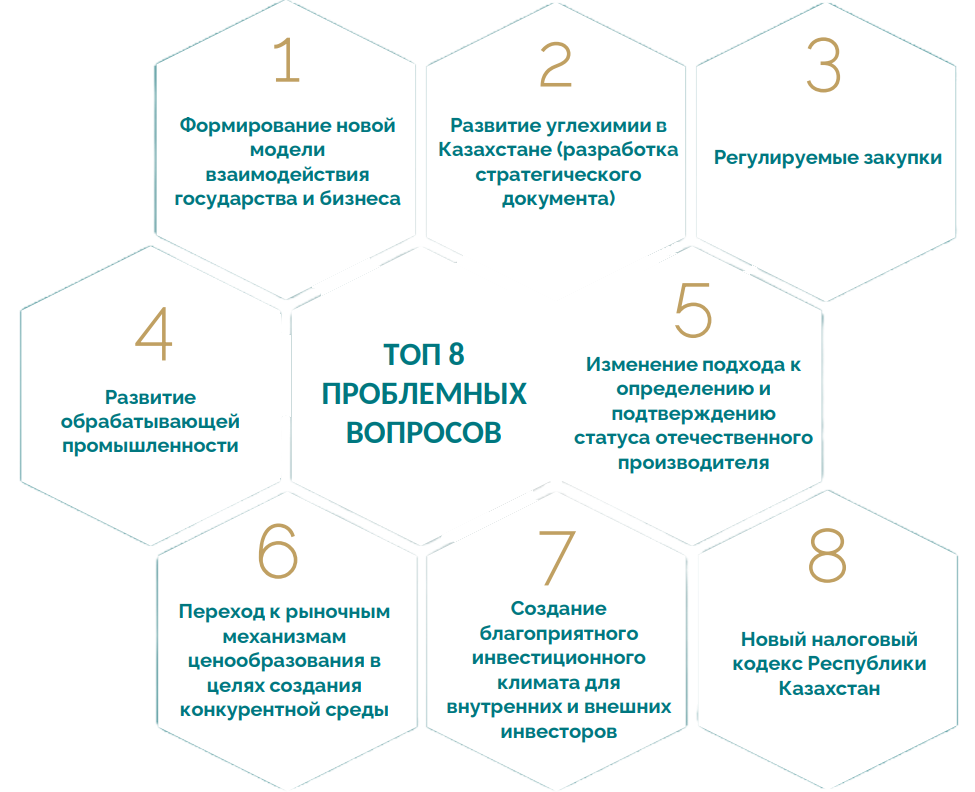 1
Формирование новой
модели
взаимодействия
государства и бизнеса
2
Развитие углехимии в
Казахстане (разработка
стратегического
документа)
3
Регулируемые закупки
4
Развитие
обрабатывающей
промышленности
ТОП 8
ПРОБЛЕМНЫХ
ВОПРОСОВ
5
Изменение подхода к
определению и
подтверждению
статуса отечественного
производителя
6
Переход к рыночным
механизмам
ценообразования в
целях создания
конкурентной среды
7
Создание
благоприятного
инвестиционного
климата для
внутренних и внешних
инвесторов
8
Новый налоговый
кодекс Республики
Казахстан